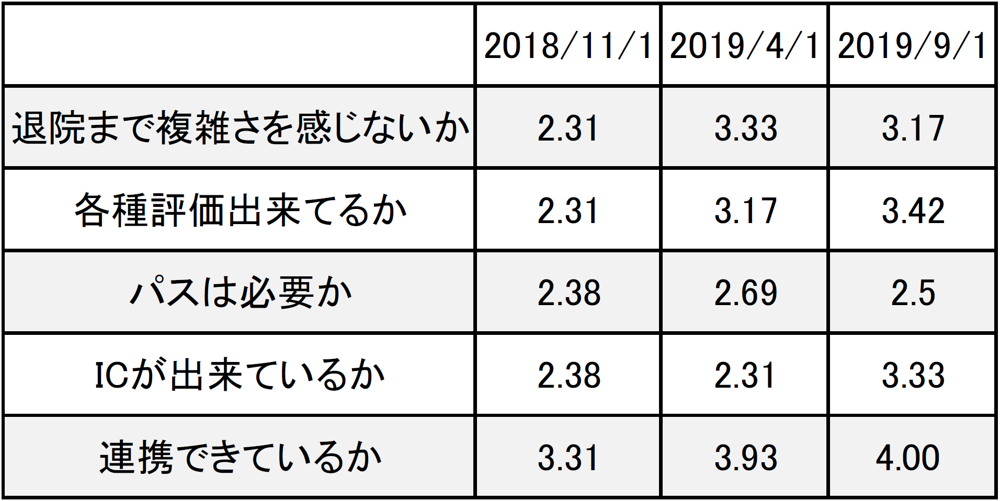 2018/11/1 2019/4/1 2019/9/1
退院まで複雑さを感じないか 2.31 3.33 3.17
各種評価出来てるか 2.31 3.17 3.42
パスは必要か 2.38 2.69 2.5
ICが出来ているか 2.38 2.31 3.33
連携できているか 3.31 3.93 4.00